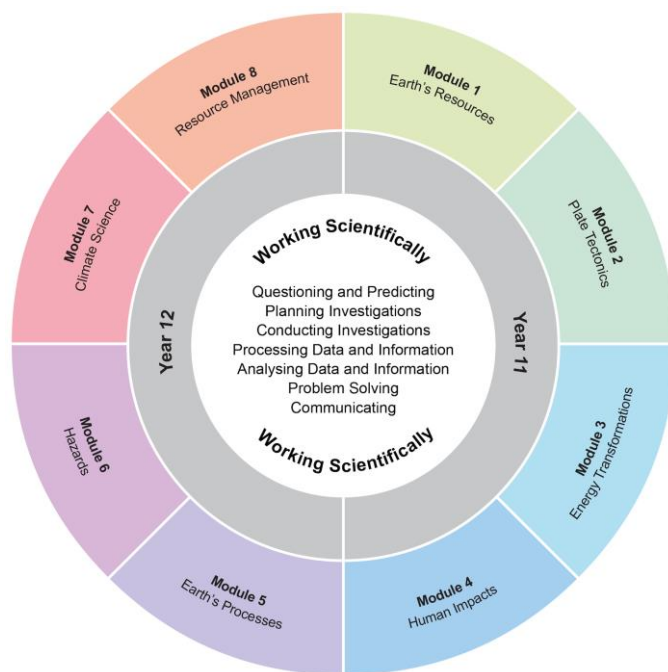 Module 1
Earth's Resources
Module 2
Plate Tectonics
Module 3
Energy Transformations
Module 4
Human Impacts
Module 5
Earth's Processes
Module 6
Hazards
Module 7
Climate Science
Module 8
Resource Management
Year 12
Year 11
Working Scientifically
Questioning and Predicting
Planning Investigations
Conducting Investigations
Processing Data and Information
Analysing Data and Information
Problem Solving
Communicating
Working Scientifically